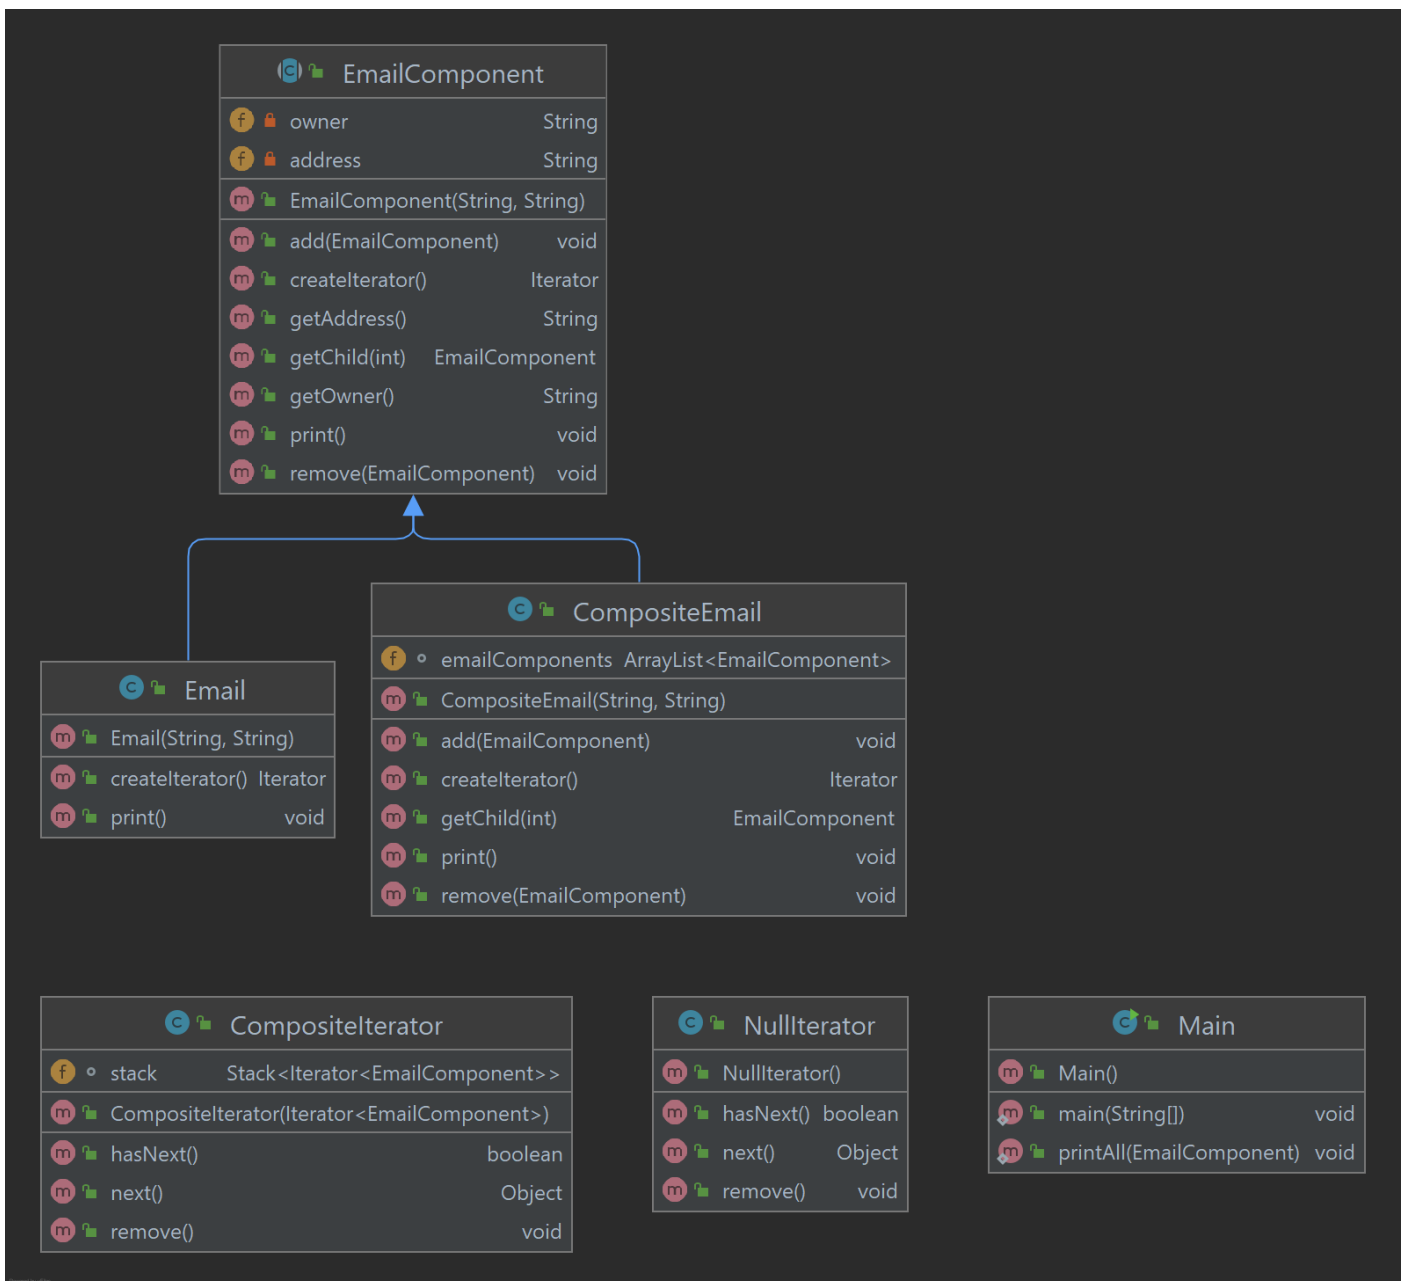 EmailComponent
f owner String
f address String
m EmailComponent(String, String)
m add(EmailComponent) void
m createIterator() Iterator
m getAddress() String
m getChild(int) EmailComponent
m getOwner() String
m print() void
m remove(EmailComponent) void
C CompositeEmail
f emailComponents ArrayList<EmailComponent>
m CompositeEmail(String, String)
m add(EmailComponent) void
m createIterator() Iterator
m getChild(int) EmailComponent
m print() void
m remove(EmailComponent) void
C Email
m Email(String, String)
m createIterator() Iterator
m print() void
C CompositeIterator
f stack Stack<Iterator<EmailComponent>>
m CompositeIterator(Iterator<EmailComponent>)
m hasNext() boolean
m next() Object
m remove() void
C NullIterator
m NullIterator()
m hasNext() boolean
m next() Object
m remove() void
C Main
m Main()
m main(String[]) void
m printAll(EmailComponent) void